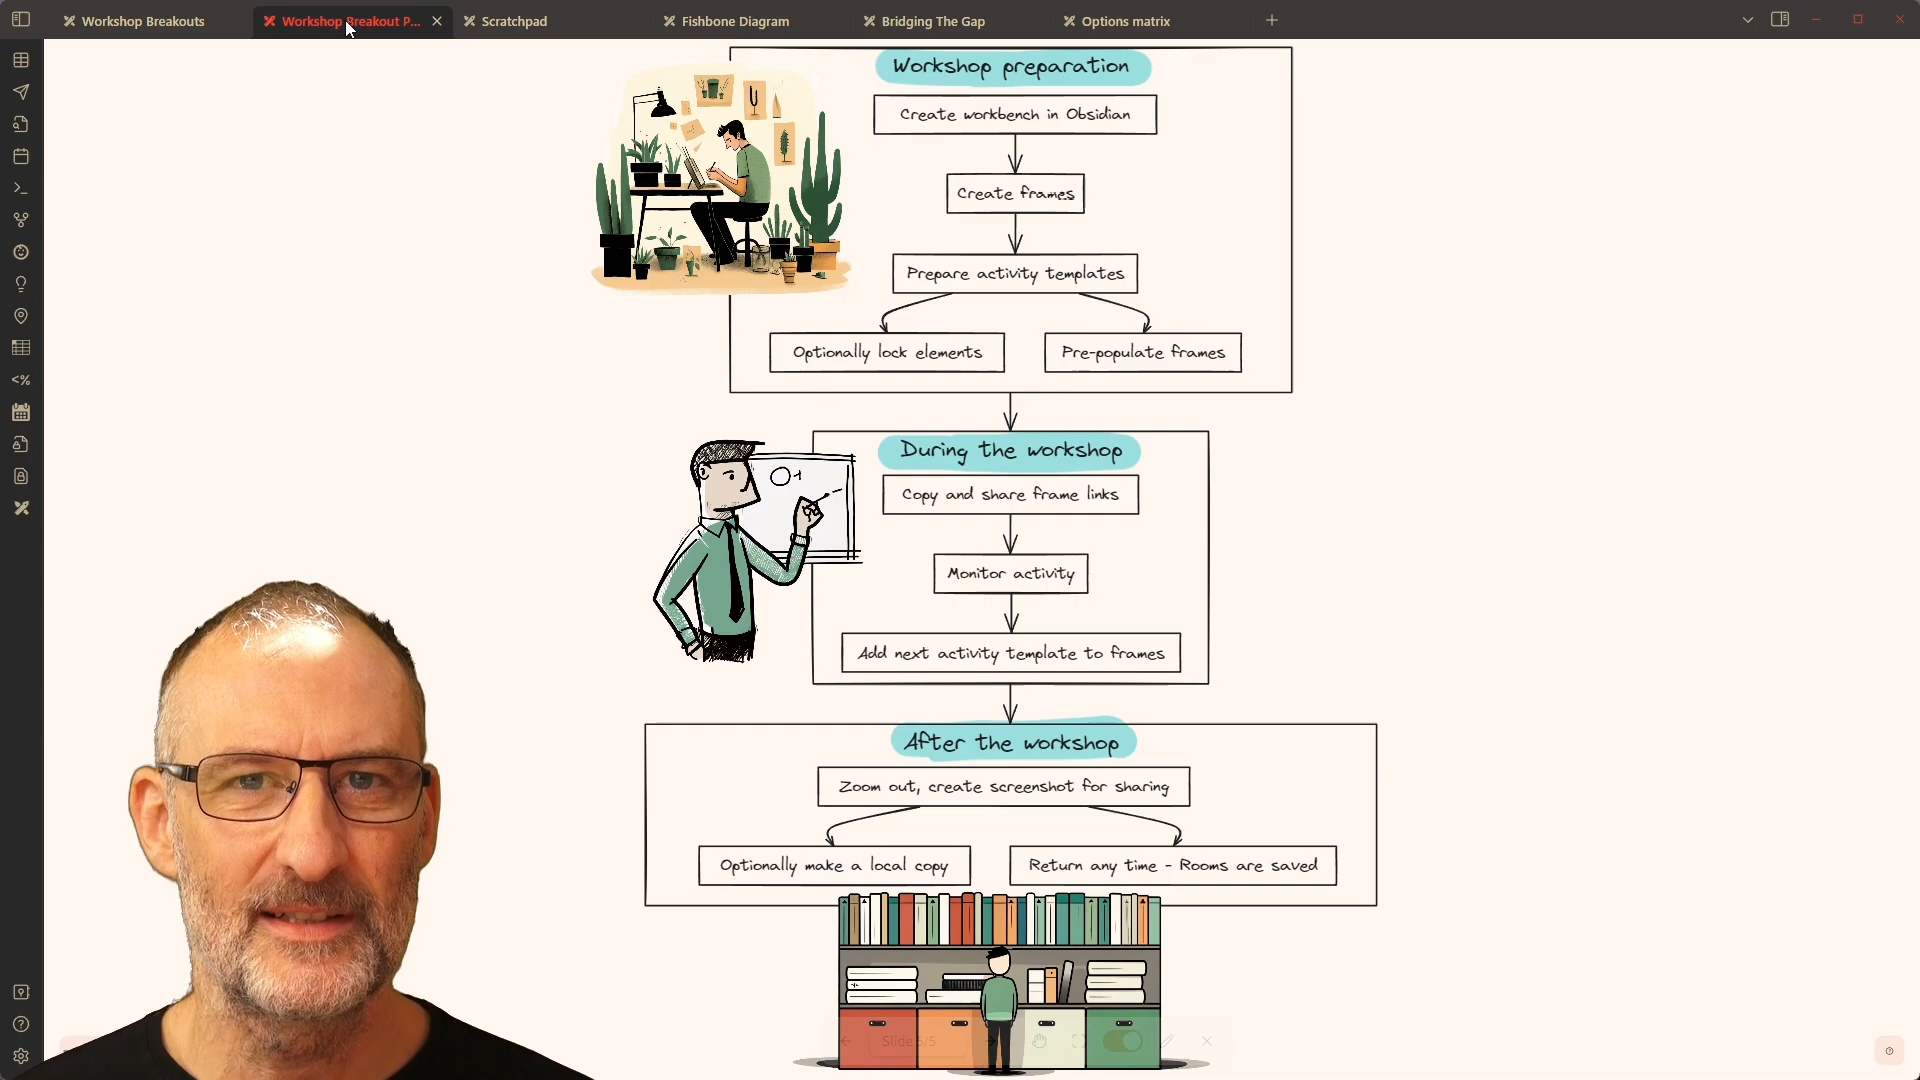 Workshop Breakouts
Workshop Breakout P...
Scratchpad
Fishbone Diagram
Bridging The Gap
Options matrix
Workshop preparation
Create workbench in Obsidian
Create frames
Prepare activity templates
Optionally lock elements
Pre-populate frames
During the workshop
Copy and share frame links
Monitor activity
Add next activity template to frames
After the workshop
Zoom out, create screenshot for sharing
Optionally make a local copy
Return any time - Rooms are saved